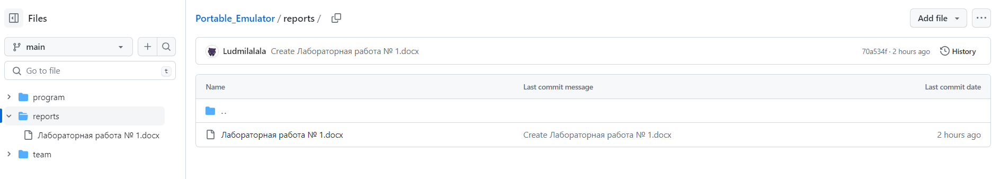 Files
main
Go to file
t
program
reports
Лабораторная работа № 1.docx
team
Portable_Emulator / reports /
Add file
Ludmilalala Create Лабораторная работа № 1.docx
70a534f · 2 hours ago
History
Name Last commit message Last commit date
..
Лабораторная работа № 1.docx Create Лабораторная работа № 1.docx 2 hours ago